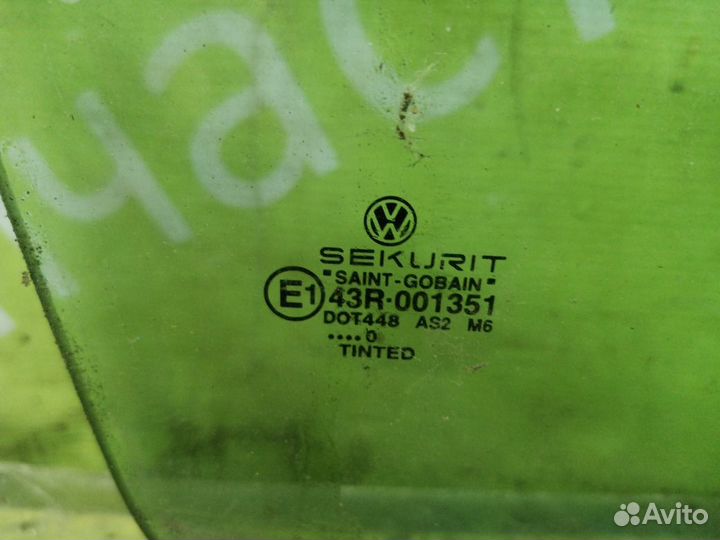 SEKURIT
"SAINT-GOBAIN"
E1 43R-001351
DOT448 AS2 M6
....0
TINTED
Avito